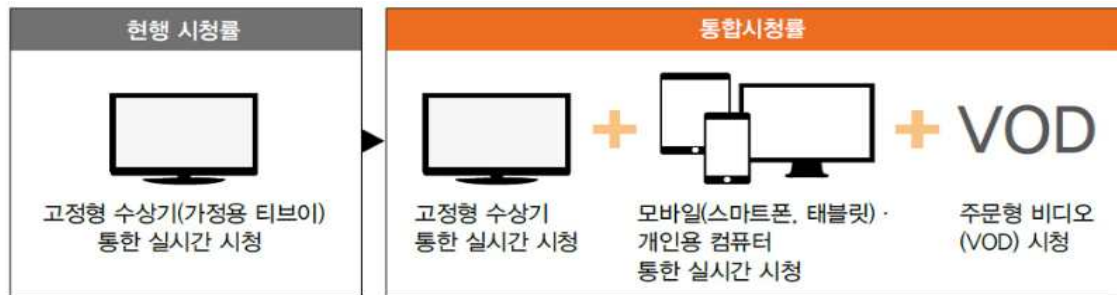 현행 시청률
고정형 수상기(가정용 티브이)
통한 실시간 시청
통합시청률
고정형 수상기
통한 실시간 시청
모바일(스마트폰, 태블릿)·
개인용 컴퓨터
통한 실시간 시청
VOD
주문형 비디오
(VOD) 시청